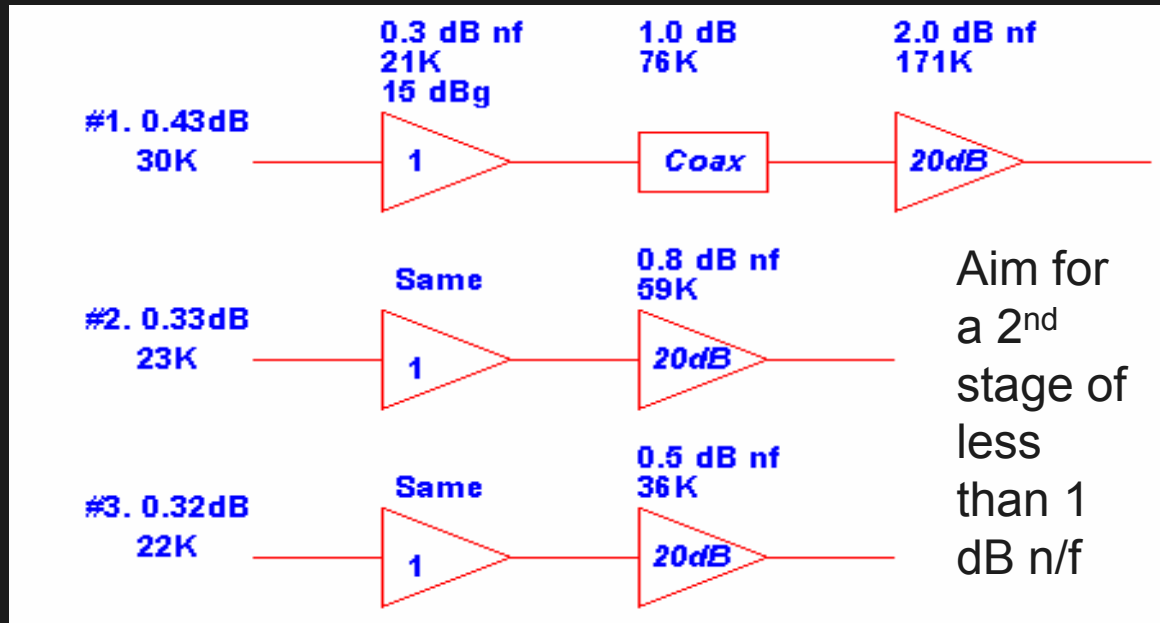 0.3 dB nf
21K
15 dBg
1.0 dB
76K
2.0 dB nf
171K
#1. 0.43dB
30K
1
Coax
20dB
Same
0.8 dB nf
59K
#2. 0.33dB
23K
1
20dB
Same
0.5 dB nf
36K
#3. 0.32dB
22K
1
20dB
Aim for
a 2nd
stage of
less
than 1
dB n/f